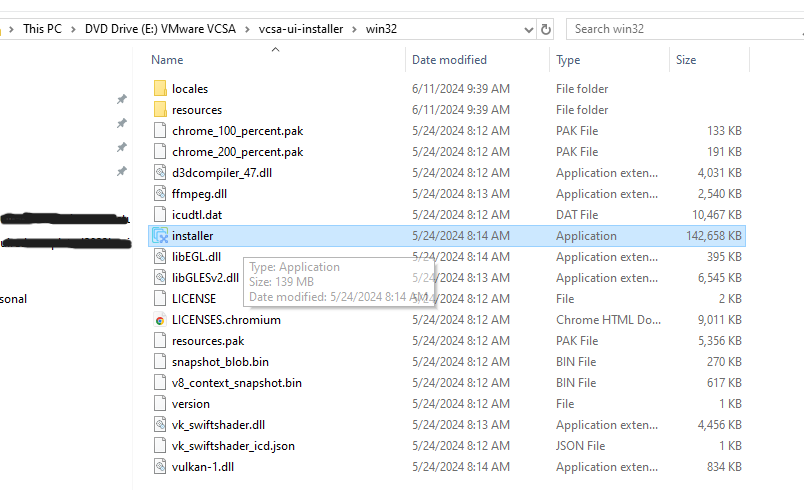 This PC > DVD Drive (E:) VMware VCSA > vcsa-ui-installer > win32
Search win32
Name Date modified Type Size
locales 6/11/2024 9:39 AM File folder
resources 6/11/2024 9:39 AM File folder
chrome_100_percent.pak 5/24/2024 8:12 AM PAK File 133 KB
chrome_200_percent.pak 5/24/2024 8:12 AM PAK File 191 KB
d3dcompiler_47.dll 5/24/2024 8:12 AM Application exten... 4,031 KB
ffmpeg.dll 5/24/2024 8:13 AM Application exten... 2,540 KB
icudtl.dat 5/24/2024 8:12 AM DAT File 10,467 KB
installer 5/24/2024 8:14 AM Application 142,658 KB
libEGL.dll 5/24/2024 8:14 AM Application exten... 395 KB
Type: Application
libGLESv2.dll 5/24/2024 8:13 AM Application exten... 6,545 KB
Size: 139 MB
sonal
LICENSE 5/24/2024 8:12 AM File 2 KB
Date modified: 5/24/2024 8:14 AM
LICENSES.chromium 5/24/2024 8:12 AM Chrome HTML Do... 9,011 KB
resources.pak 5/24/2024 8:12 AM PAK File 5,356 KB
snapshot_blob.bin 5/24/2024 8:12 AM BIN File 270 KB
v8_context_snapshot.bin 5/24/2024 8:12 AM BIN File 617 KB
version 5/24/2024 8:12 AM File 1 KB
vk_swiftshader.dll 5/24/2024 8:13 AM Application exten... 4,456 KB
vk_swiftshader_icd.json 5/24/2024 8:12 AM JSON File 1 KB
vulkan-1.dll 5/24/2024 8:14 AM Application exten... 834 KB